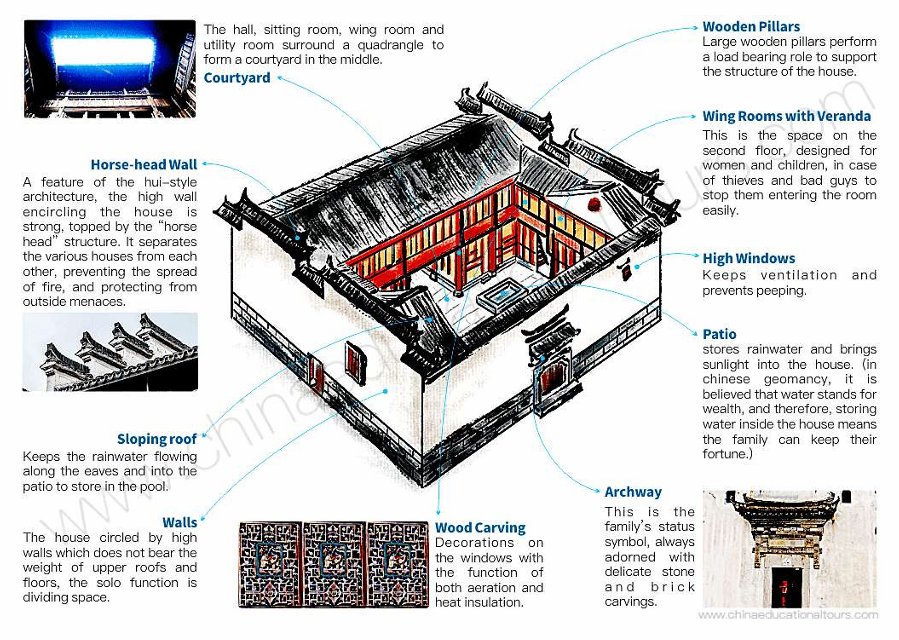 The hall, sitting room, wing room and
utility room surround a quadrangle to
form a courtyard in the middle.
Courtyard
Horse-head Wall
A feature of the hui-style
architecture, the high wall
encircling the house is
strong, topped by the “horse
head” structure. It separates
the various houses from each
other, preventing the spread
of fire, and protecting from
outside menaces.
Sloping roof
Keeps the rainwater flowing
along the eaves and into the
patio to store in the pool.
Walls
The house circled by high
walls which does not bear the
weight of upper roofs and
floors, the solo function is
dividing space.
Wood Carving
Decorations on
the windows with
the function of
both aeration and
heat insulation.
Archway
This is the
family's status
symbol, always
adorned with
delicate stone
and brick
carvings.
Wooden Pillars
Large wooden pillars perform
a load bearing role to support
the structure of the house.
Wing Rooms with Veranda
This is the space on the
second floor, designed for
women and children, in case
of thieves and bad guys to
stop them entering the room
easily.
High Windows
Keeps ventilation and
prevents peeping.
Patio
stores rainwater and brings
sunlight into the house. (in
chinese geomancy, it is
believed that water stands for
wealth, and therefore, storing
water inside the house means
the family can keep their
fortune.)
www.chinaeducationaltours.com